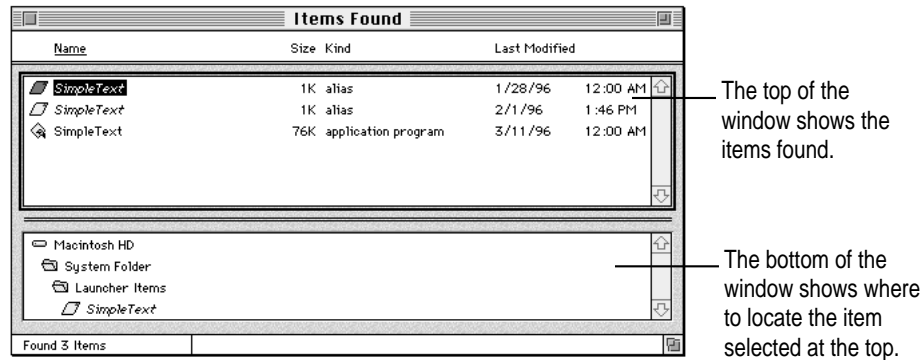 Items Found
Name Size Kind Last Modified
SimpleText 1K alias 1/28/96 12:00 AM
SimpleText 1K alias 2/1/96 1:46 PM
SimpleText 76K application program 3/11/96 12:00 AM
The top of the
window shows the
items found.
Macintosh HD
System Folder
Launcher Items
SimpleText
Found 3 Items
The bottom of the
window shows where
to locate the item
selected at the top.